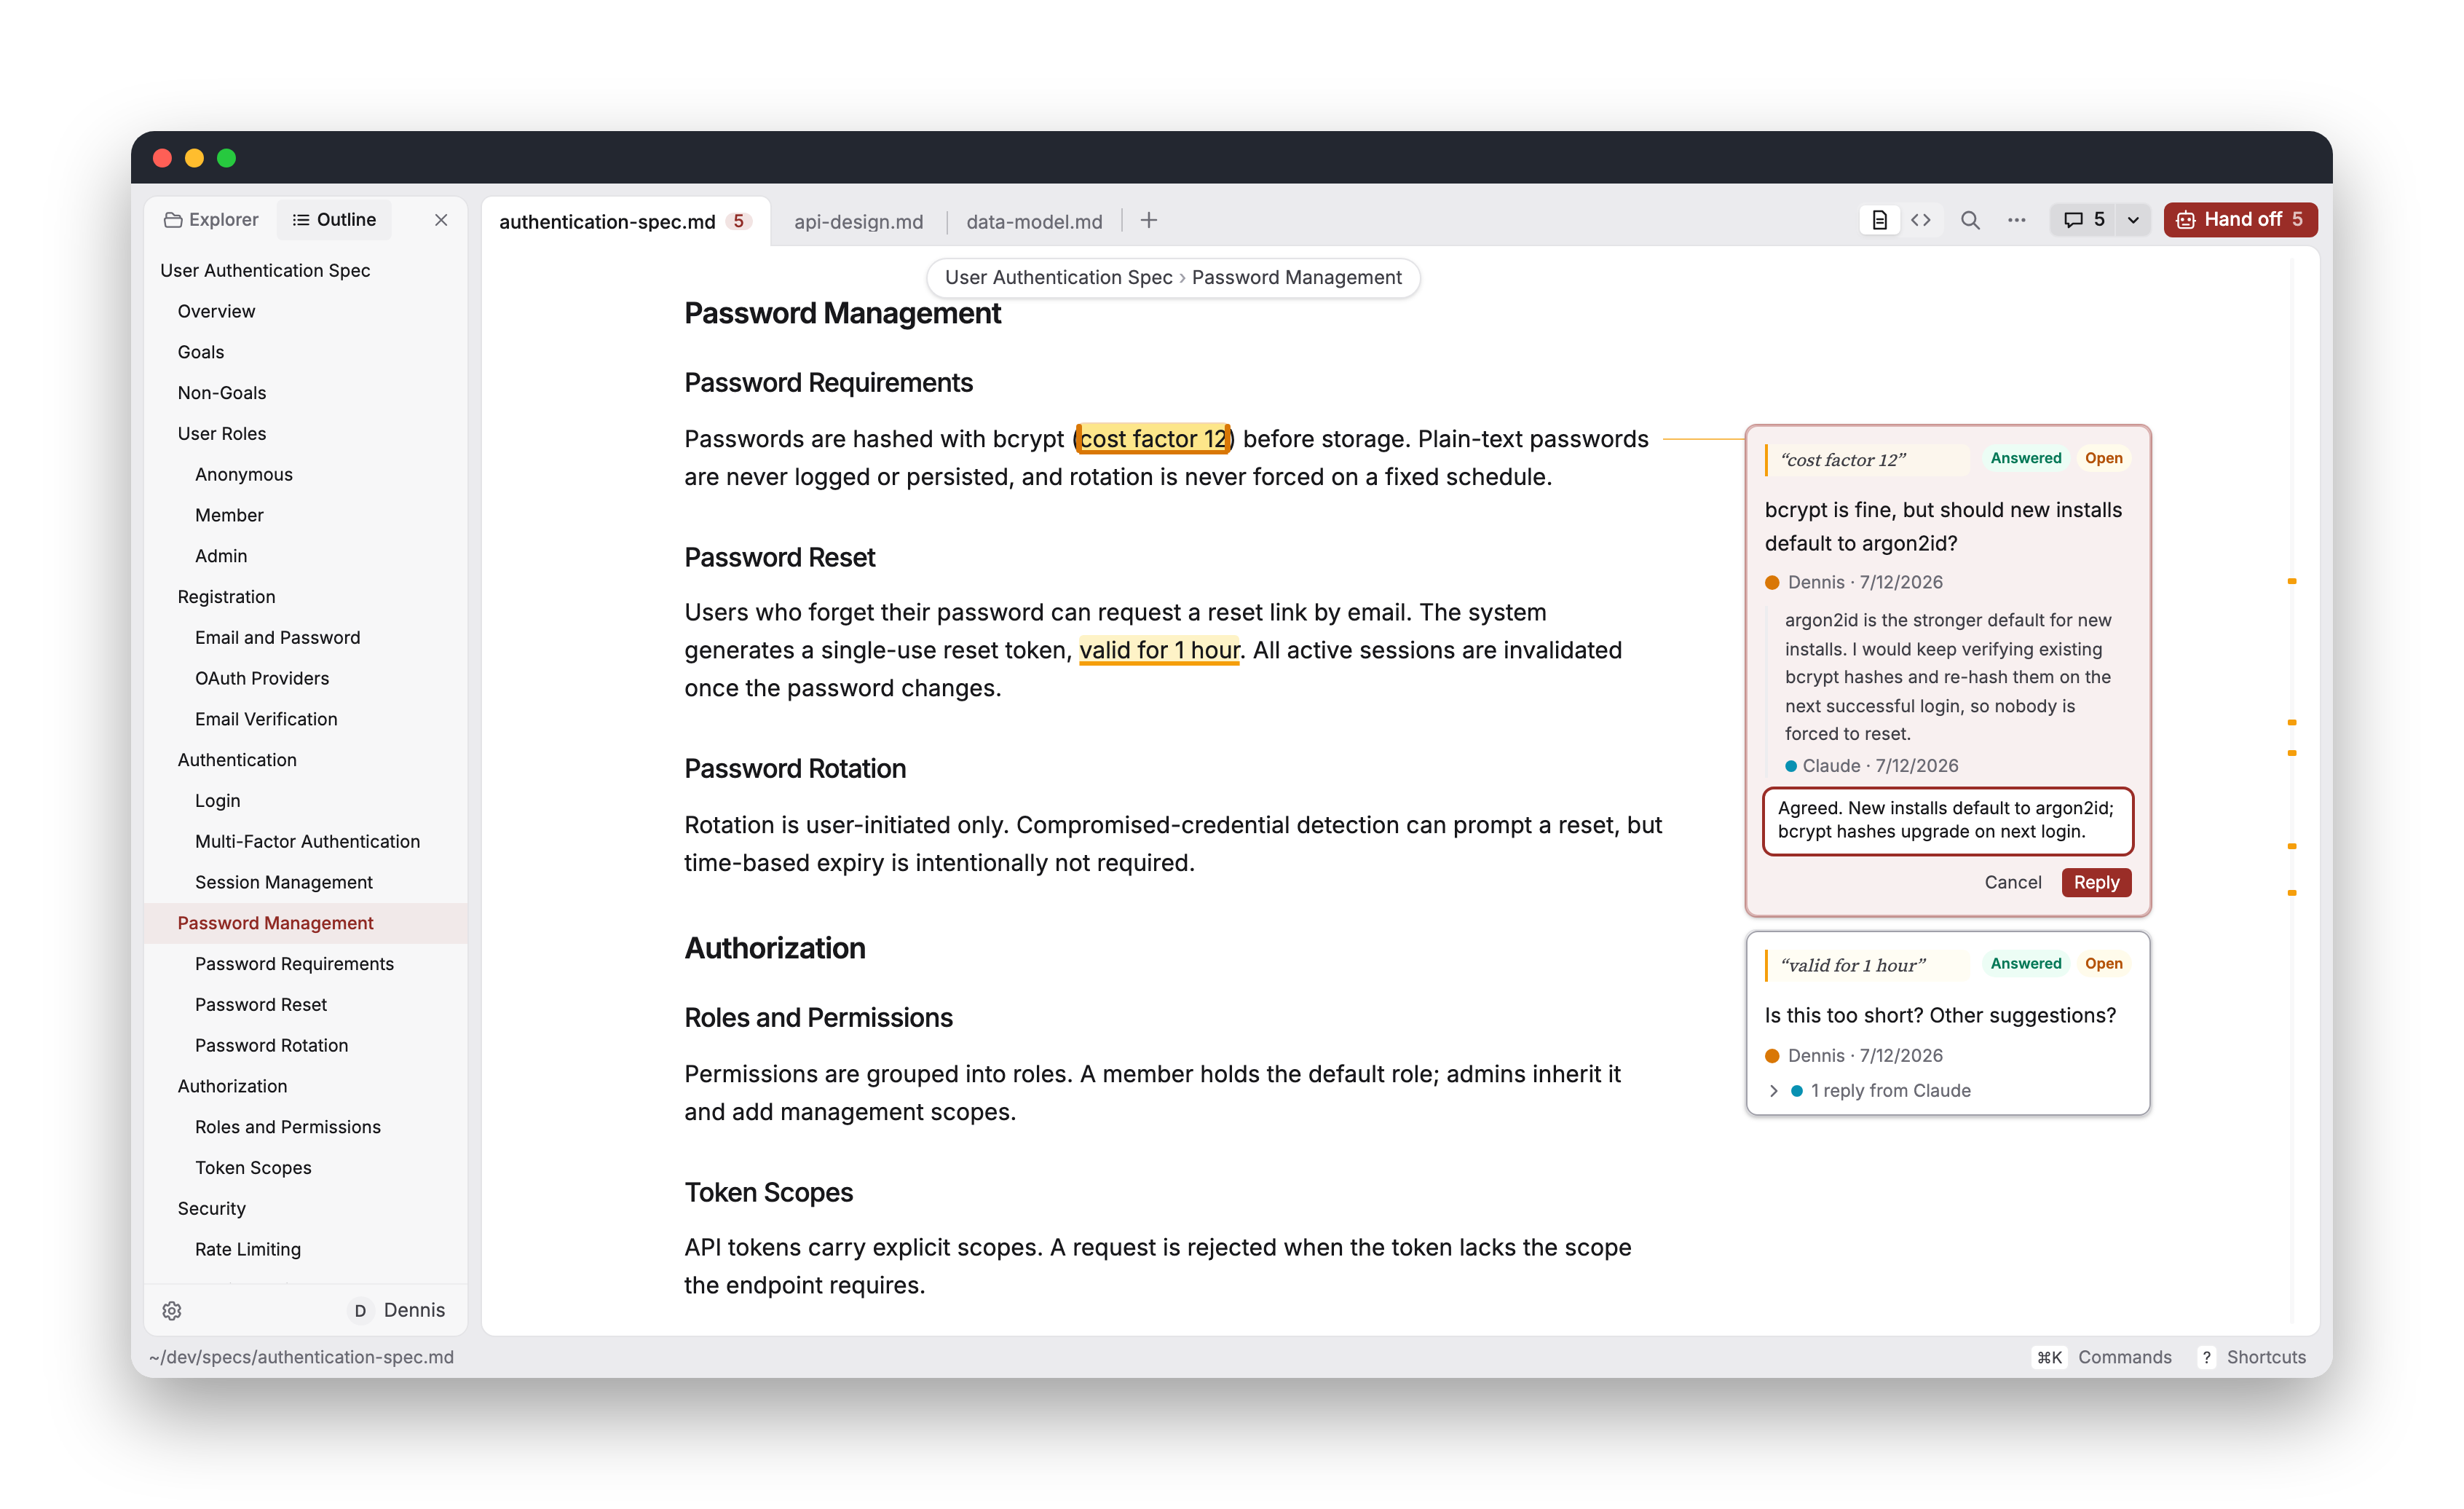 Explorer
Outline
User Authentication Spec
Overview
Goals
Non-Goals
User Roles
Anonymous
Member
Admin
Registration
Email and Password
OAuth Providers
Email Verification
Authentication
Login
Multi-Factor Authentication
Session Management
Password Management
Password Requirements
Password Reset
Password Rotation
Authorization
Roles and Permissions
Token Scopes
Security
Rate Limiting
D Dennis
authentication-spec.md 5
api-design.md
data-model.md
5
Hand off 5
User Authentication Spec › Password Management
Password Management
Password Requirements
Passwords are hashed with bcrypt (cost factor 12) before storage. Plain-text passwords
are never logged or persisted, and rotation is never forced on a fixed schedule.
Password Reset
Users who forget their password can request a reset link by email. The system
generates a single-use reset token, valid for 1 hour. All active sessions are invalidated
once the password changes.
Password Rotation
Rotation is user-initiated only. Compromised-credential detection can prompt a reset, but
time-based expiry is intentionally not required.
Authorization
Roles and Permissions
Permissions are grouped into roles. A member holds the default role; admins inherit it
and add management scopes.
Token Scopes
API tokens carry explicit scopes. A request is rejected when the token lacks the scope
the endpoint requires.
“cost factor 12” Answered Open
bcrypt is fine, but should new installs
default to argon2id?
Dennis · 7/12/2026
argon2id is the stronger default for new
installs. I would keep verifying existing
bcrypt hashes and re-hash them on the
next successful login, so nobody is
forced to reset.
Claude · 7/12/2026
Agreed. New installs default to argon2id;
bcrypt hashes upgrade on next login.
Cancel Reply
“valid for 1 hour” Answered Open
Is this too short? Other suggestions?
Dennis · 7/12/2026
1 reply from Claude
~/dev/specs/authentication-spec.md
⌘K Commands ? Shortcuts